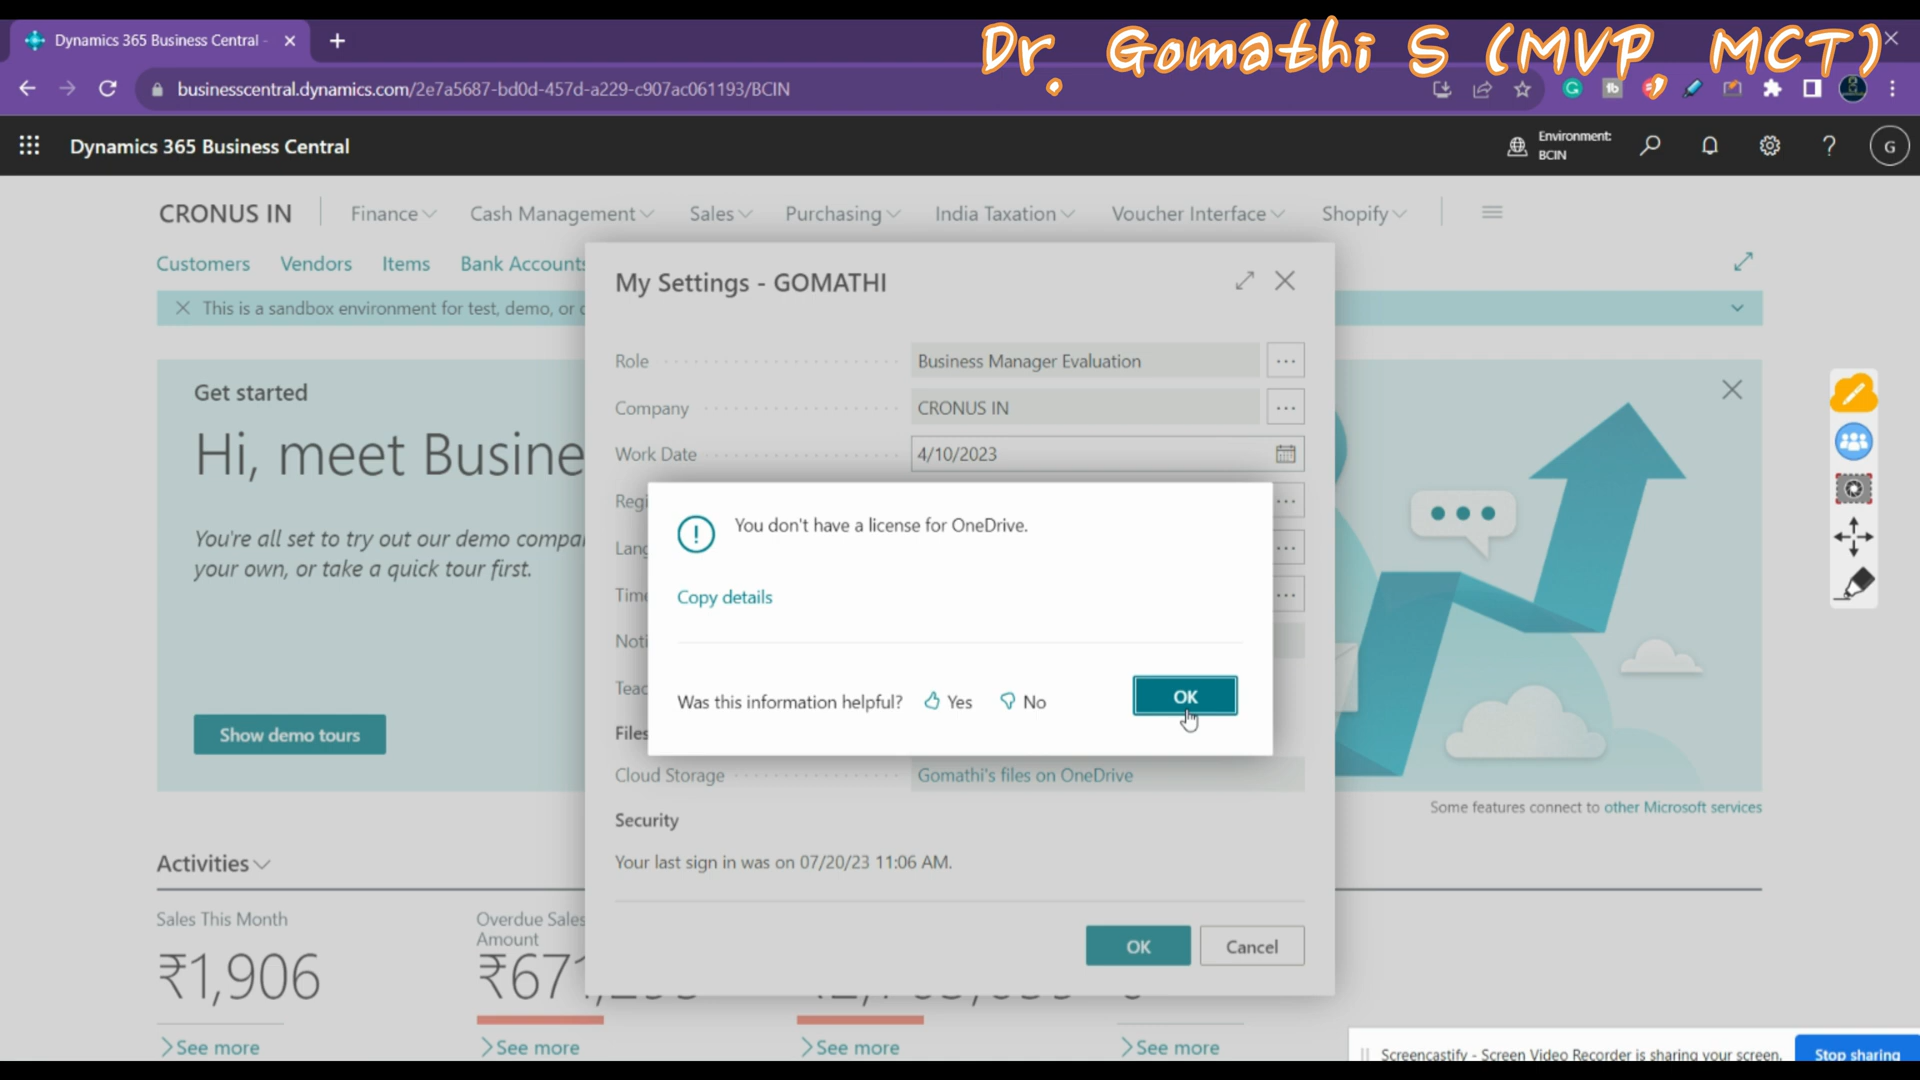 Dr. Gomathi S (MVP, MCT)
Dynamics 365 Business Central -
businesscentral.dynamics.com/2e7a5687-bd0d-457d-a229-c907ac061193/BCIN
Dynamics 365 Business Central
Environment:
BCIN
G
CRONUS IN
Finance
Cash Management
Sales
Purchasing
India Taxation
Voucher Interface
Shopify
Customers
Vendors
Items
Bank Accounts
This is a sandbox environment for test, demo, or
My Settings - GOMATHI
Role
Business Manager Evaluation
Company
CRONUS IN
Work Date
4/10/2023
Regi
Lang
Time
Noti
Teac
Files
You don't have a license for OneDrive.
Copy details
Was this information helpful?
Yes
No
OK
Cloud Storage
Gomathi's files on OneDrive
Security
Your last sign in was on 07/20/23 11:06 AM.
OK
Cancel
Get started
Hi, meet Busine
You're all set to try out our demo compa
your own, or take a quick tour first.
Show demo tours
Some features connect to other Microsoft services
Activities
Sales This Month
₹1,906
See more
Overdue Sales
Amount
See more
See more
See more
Screencastify - Screen Video Recorder is sharing your screen.
Stop sharing